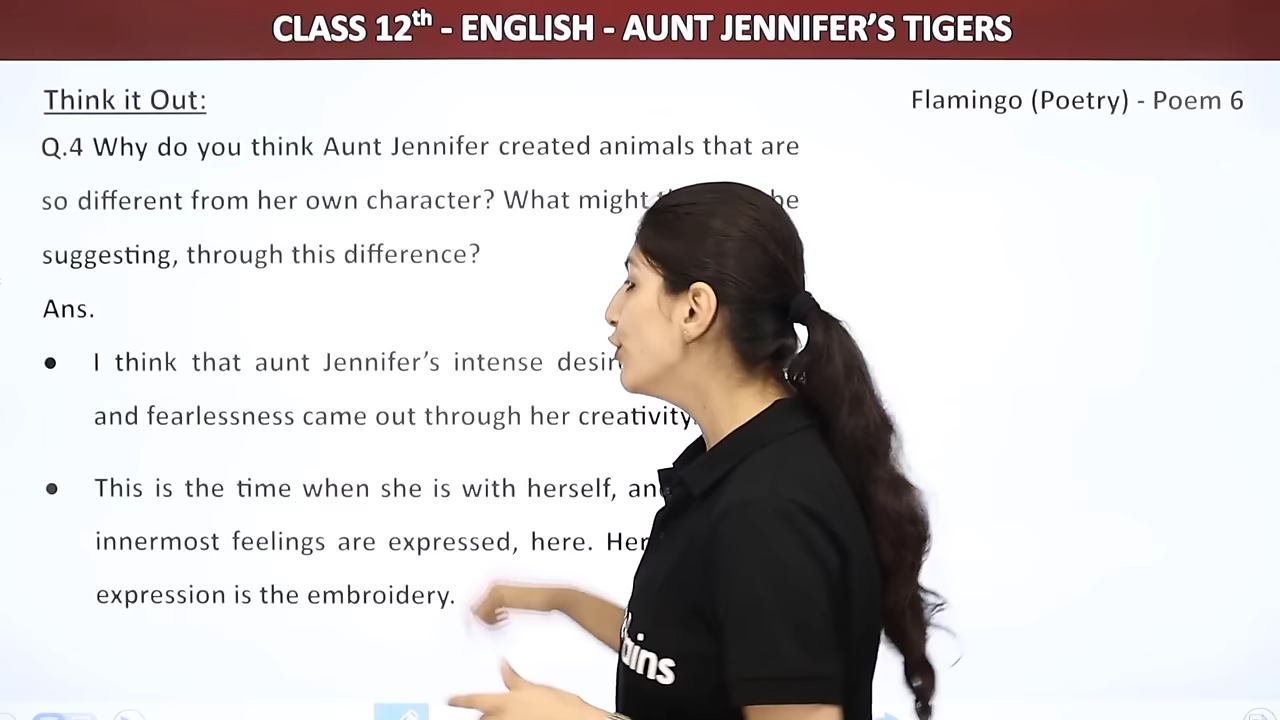 CLASS 12th - ENGLISH - AUNT JENNIFER'S TIGERS
Think it Out:
Flamingo (Poetry) - Poem 6
Q.4 Why do you think Aunt Jennifer created animals that are
so different from her own character? What might be
suggesting, through this difference?
Ans.
● I think that aunt Jennifer's intense
and fearlessness came out through her creativity
● This is the time when she is with herself,
innermost feelings are expressed, here. Her
expression is the embroidery.